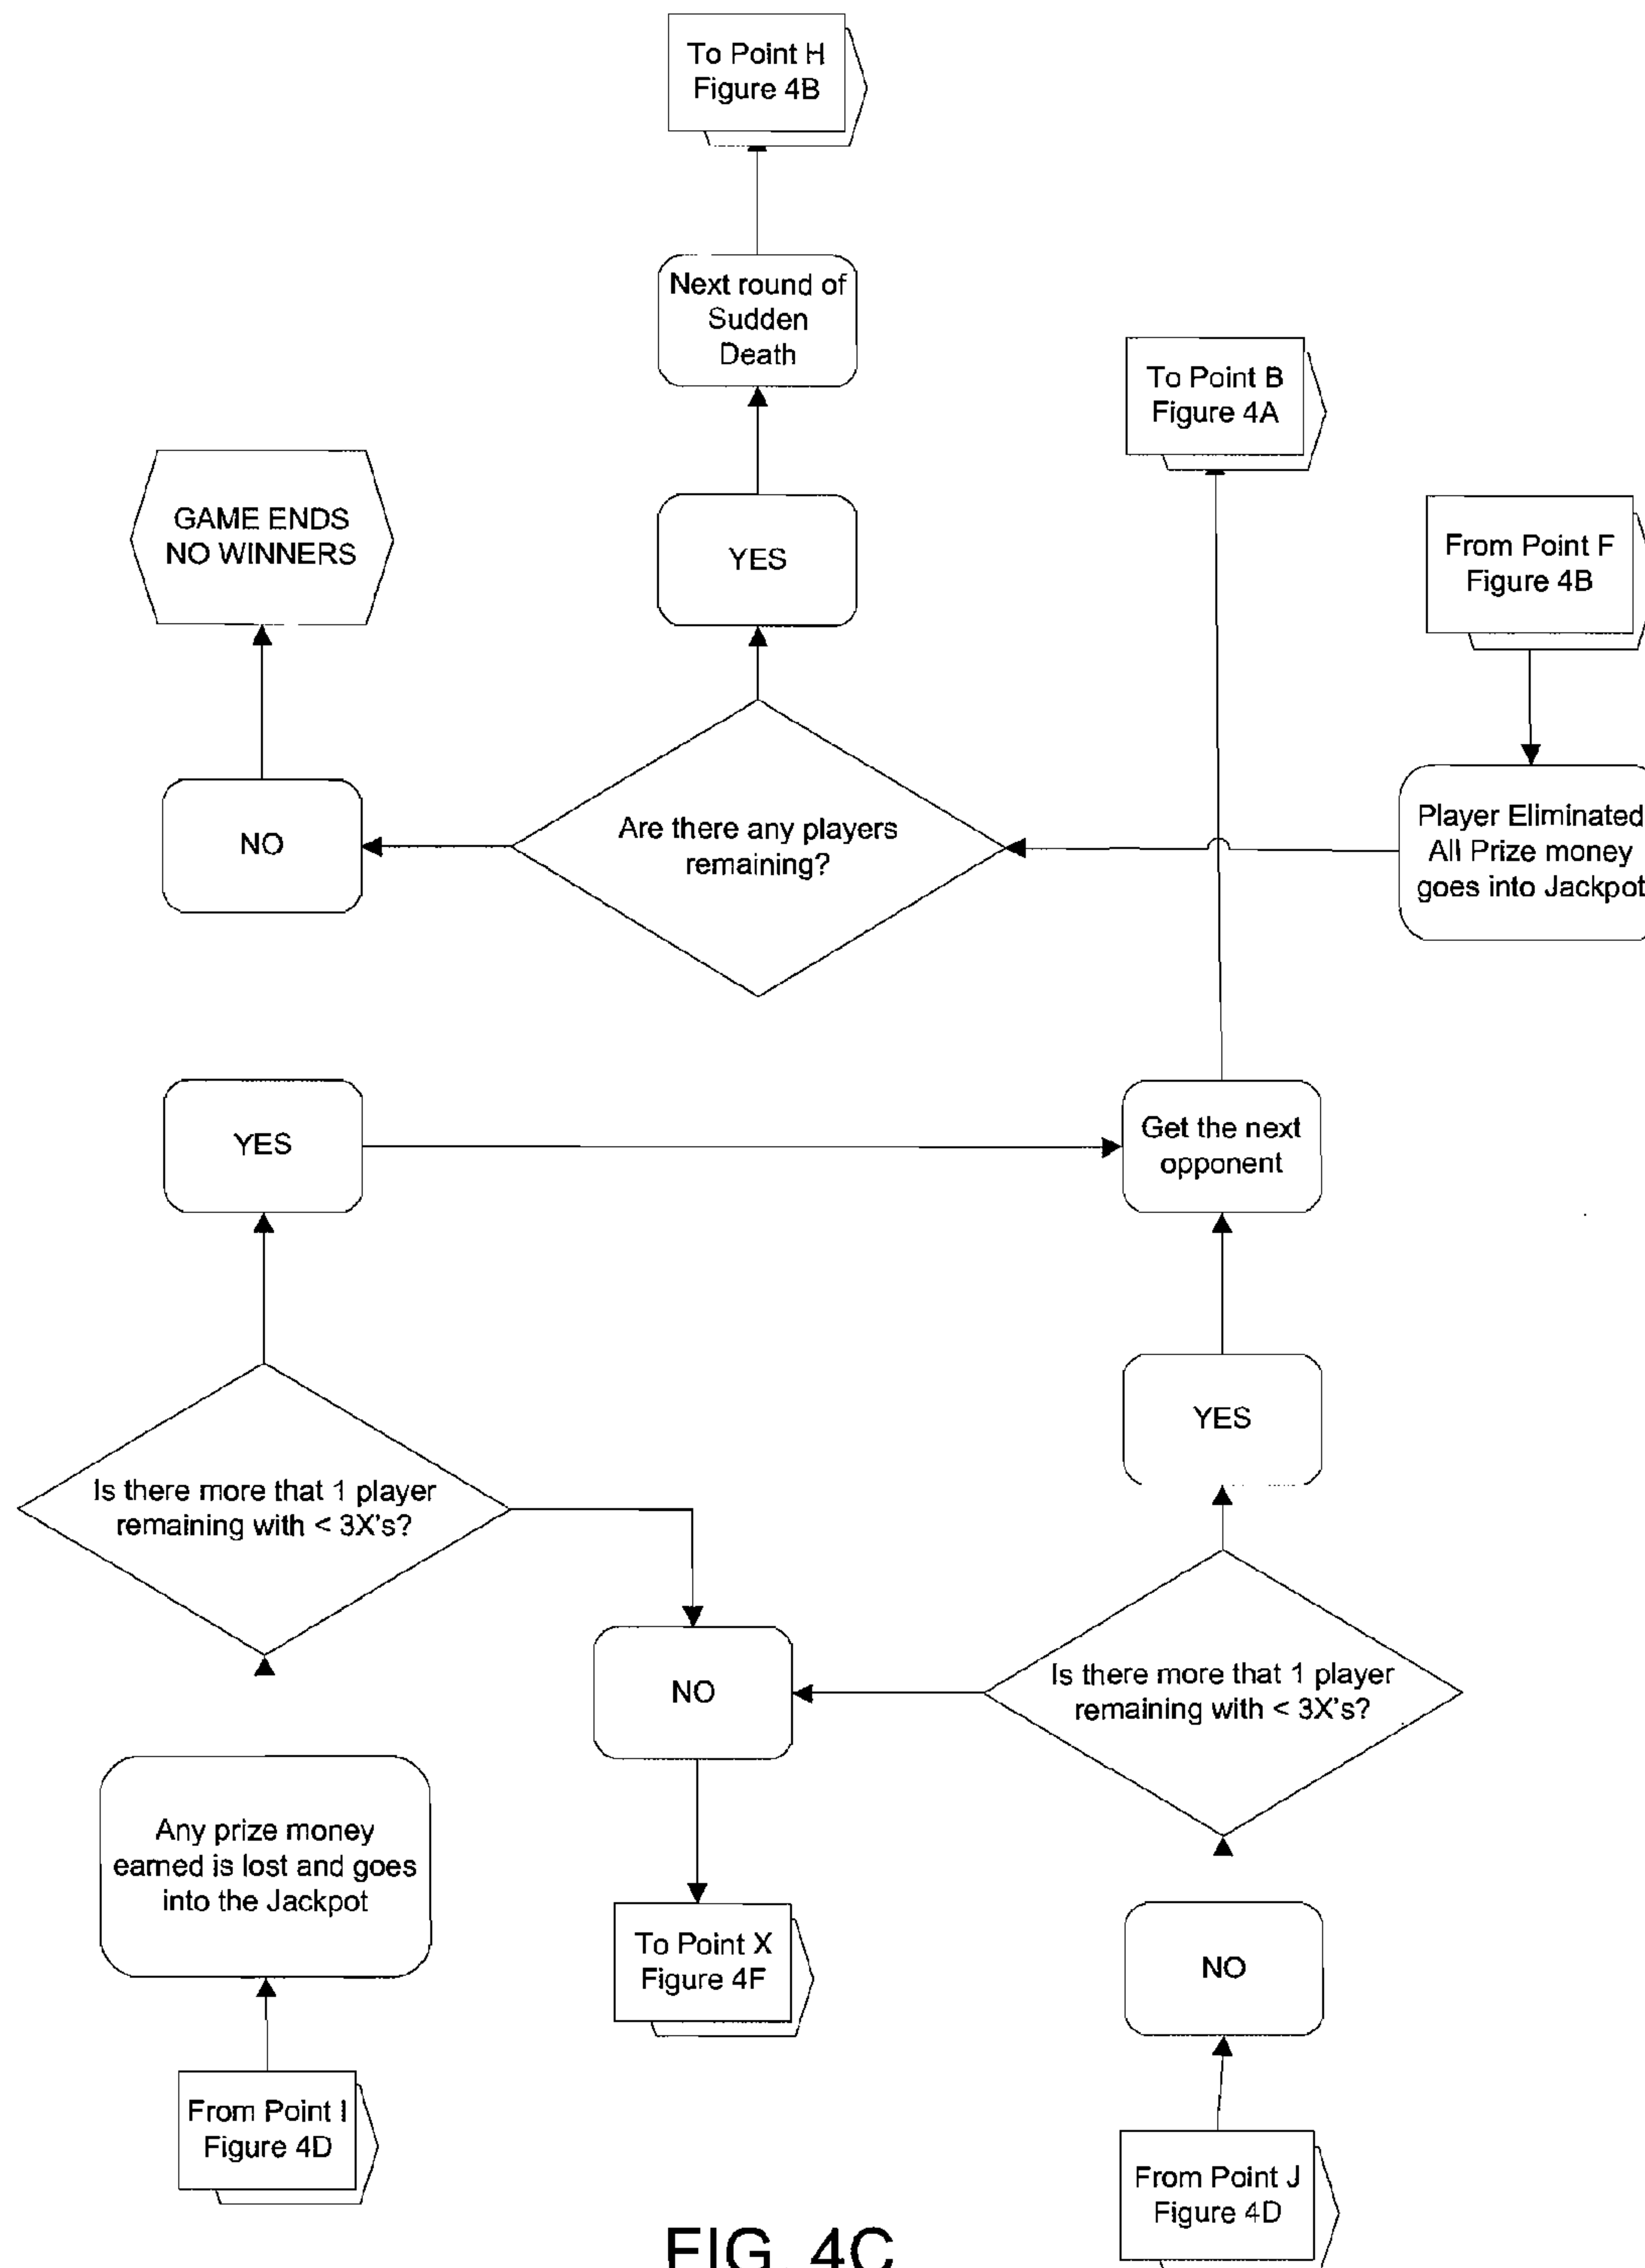 To Point H
Figure 4B
Next round of
Sudden
Death
To Point B
Figure 4A
GAME ENDS
NO WINNERS
YES
From Point F
Figure 4B
NO
Are there any players
remaining?
Player Eliminated
All Prize money
goes into Jackpot
YES
Get the next
opponent
YES
Is there more that 1 player
remaining with < 3X's?
NO
Is there more that 1 player
remaining with < 3X's?
Any prize money
earned is lost and goes
into the Jackpot
To Point X
Figure 4F
NO
From Point I
Figure 4D
From Point J
Figure 4D
FIG. 4C